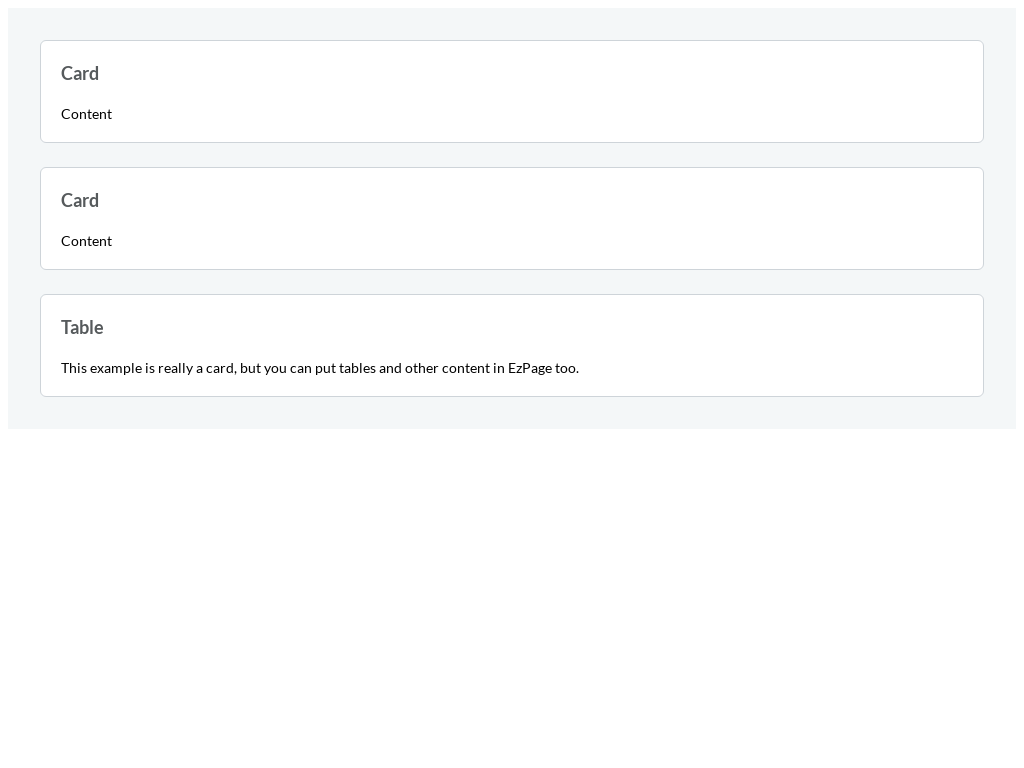 Card
Content
Card
Content
Table
This example is really a card, but you can put tables and other content in EzPage too.